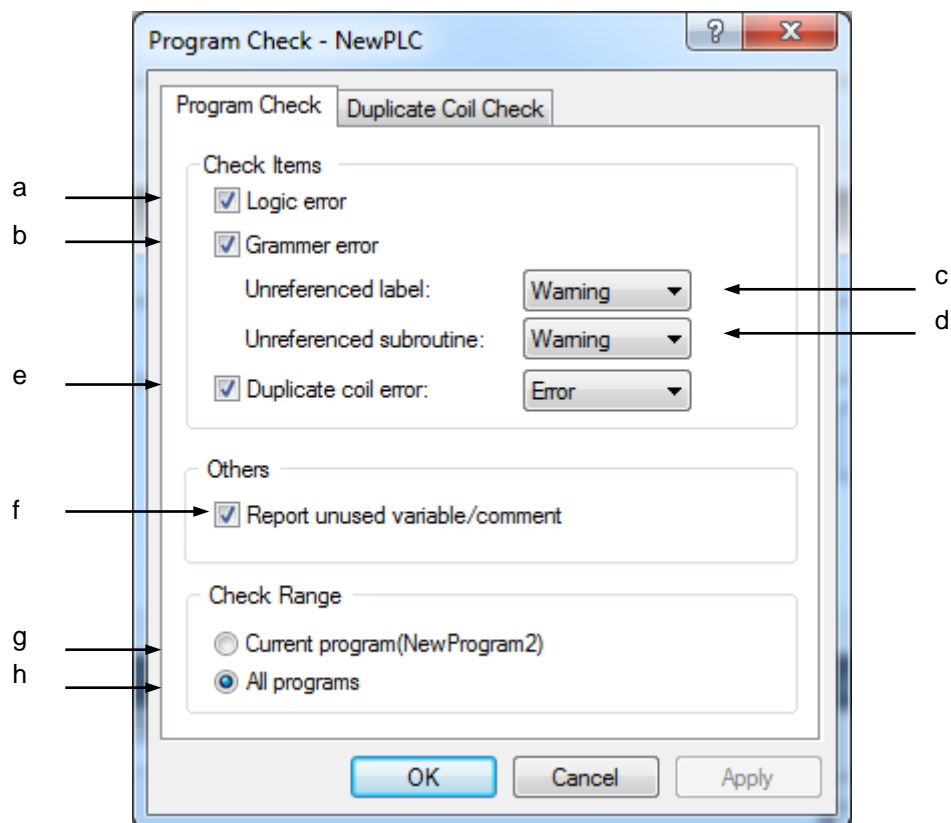 Program Check - NewPLC
Program Check Duplicate Coil Check
Check Items
a Logic error
b Grammer error
Unreferenced label: Warning c
Unreferenced subroutine: Warning d
e Duplicate coil error: Error
Others
f Report unused variable/comment
Check Range
g Current program(NewProgram2)
h All programs
OK Cancel Apply